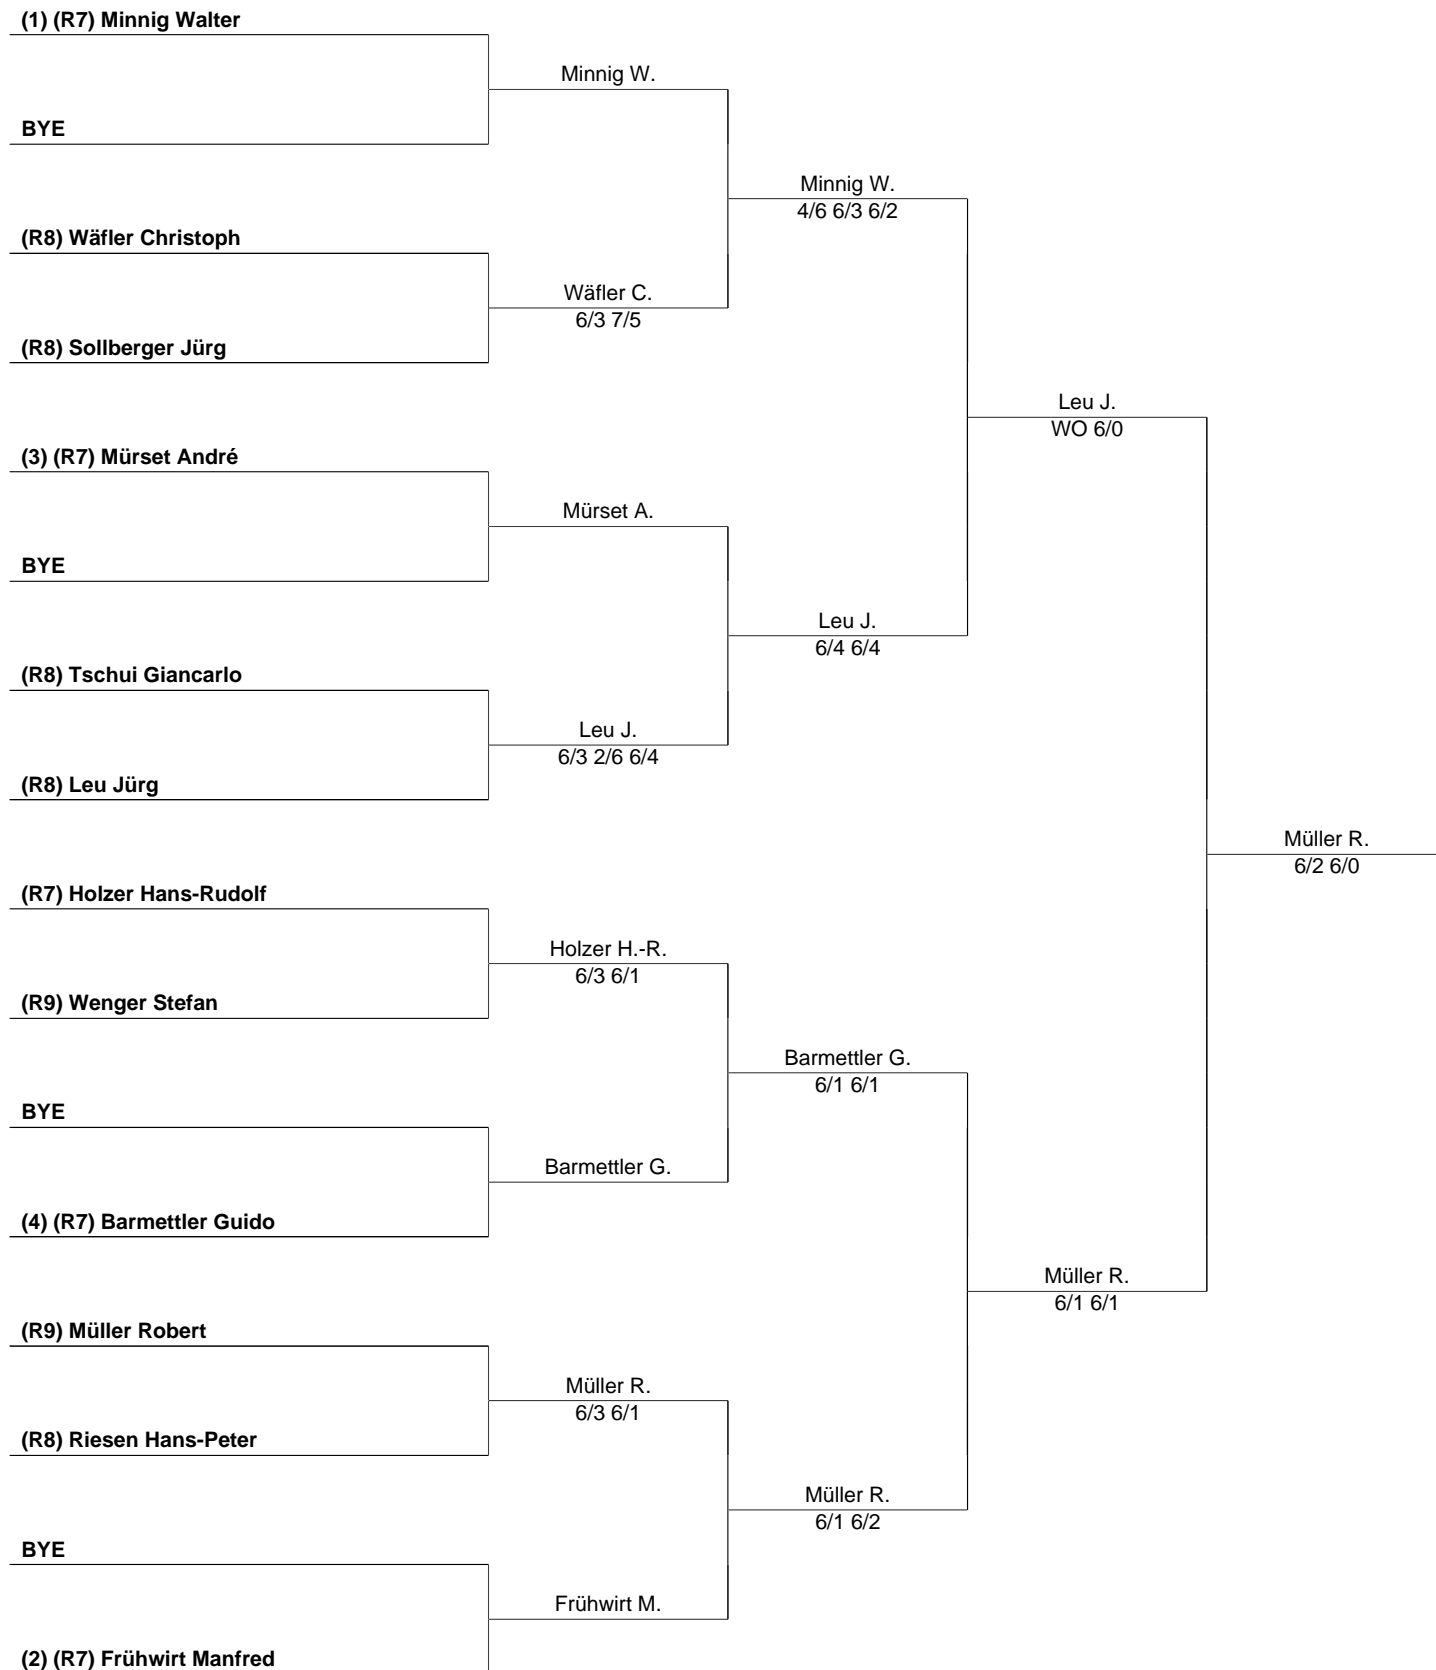 (1) (R7) Minnig Walter
Minnig W.
BYE
Minnig W.
4/6 6/3 6/2
(R8) Wäfler Christoph
Wäfler C.
6/3 7/5
(R8) Sollberger Jürg
Leu J.
WO 6/0
(3) (R7) Mürset André
Mürset A.
BYE
Leu J.
6/4 6/4
(R8) Tschui Giancarlo
Leu J.
6/3 2/6 6/4
(R8) Leu Jürg
Müller R.
6/2 6/0
(R7) Holzer Hans-Rudolf
Holzer H.-R.
6/3 6/1
(R9) Wenger Stefan
Barmettler G.
6/1 6/1
BYE
Barmettler G.
(4) (R7) Barmettler Guido
Müller R.
6/1 6/1
(R9) Müller Robert
Müller R.
6/3 6/1
(R8) Riesen Hans-Peter
Müller R.
6/1 6/2
BYE
Frühwirt M.
(2) (R7) Frühwirt Manfred